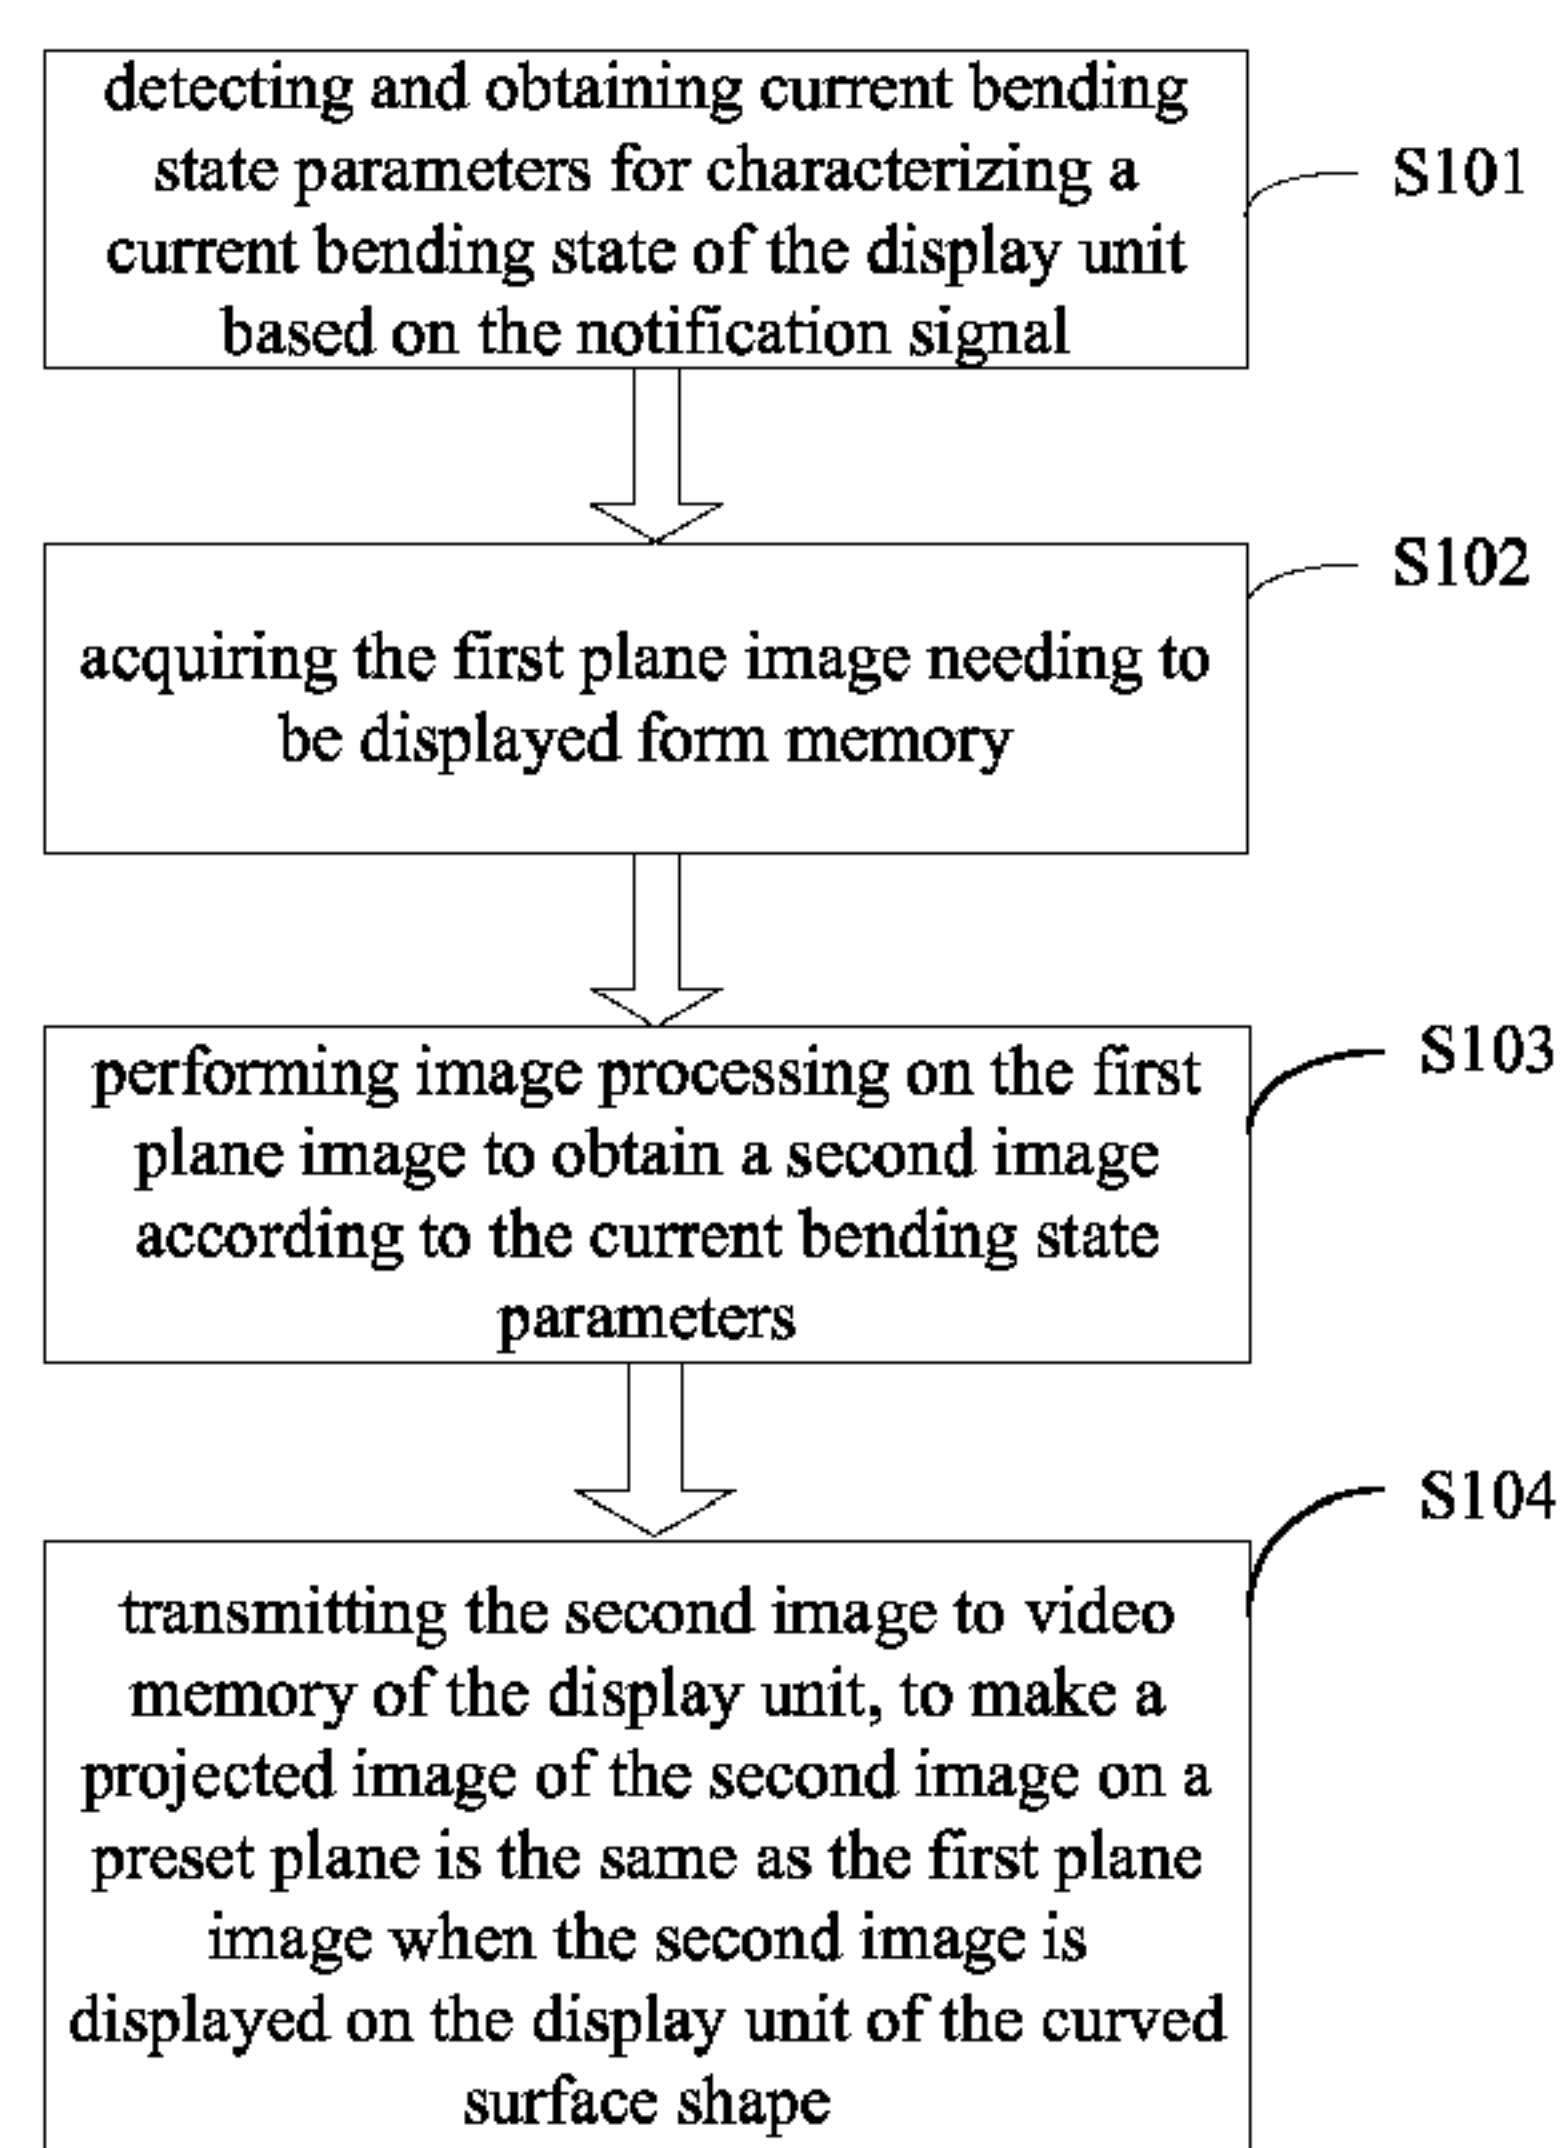 detecting and obtaining current bending
state parameters for characterizing a
current bending state of the display unit
based on the notification signal
S101
acquiring the first plane image needing to
be displayed form memory
S102
performing image processing on the first
plane image to obtain a second image
according to the current bending state
parameters
S103
transmitting the second image to video
memory of the display unit, to make a
projected image of the second image on a
preset plane is the same as the first plane
image when the second image is
displayed on the display unit of the curved
surface shape
S104